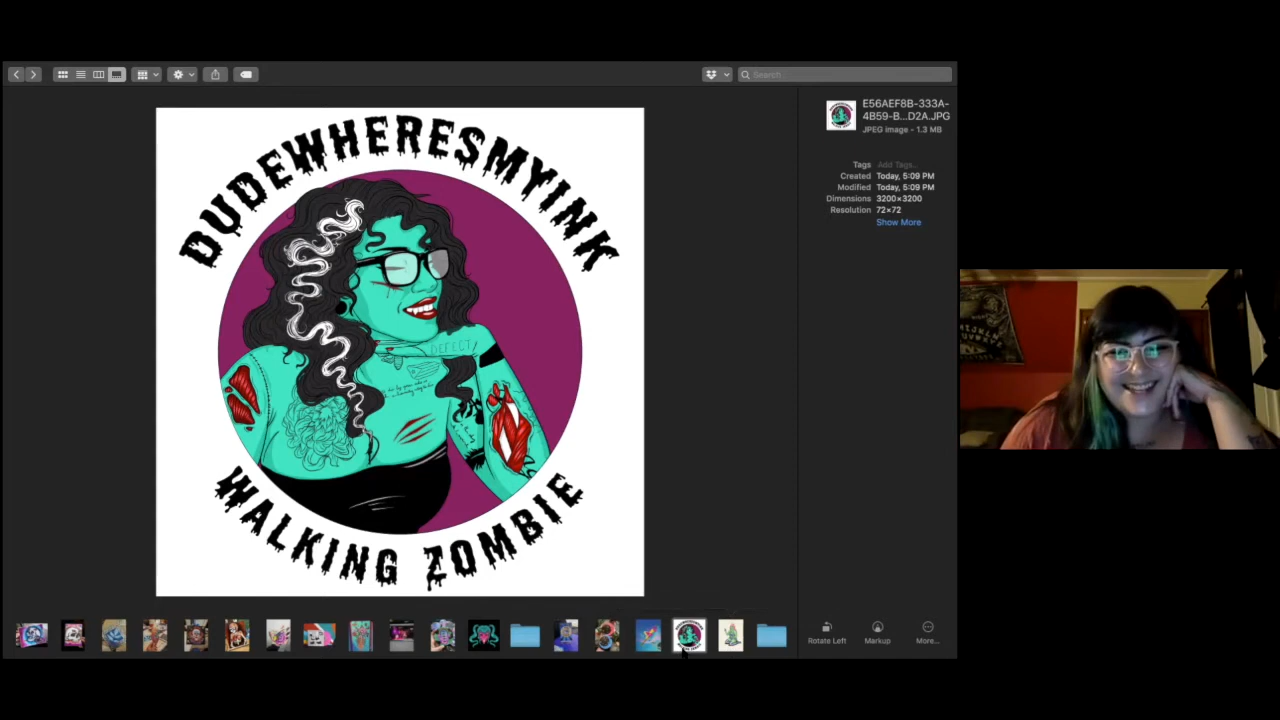 Search
E56AEF8B-333A-
4B59-B...D2A.JPG
JPEG image - 1.3 MB
Tags Add Tags...
Created Today, 5:09 PM
Modified Today, 5:09 PM
Dimensions 3200×3200
Resolution 72×72
Show More
DUDEWHERESMYINK
DEFECT
WALKING ZOMBIE
Rotate Left
Markup
More...